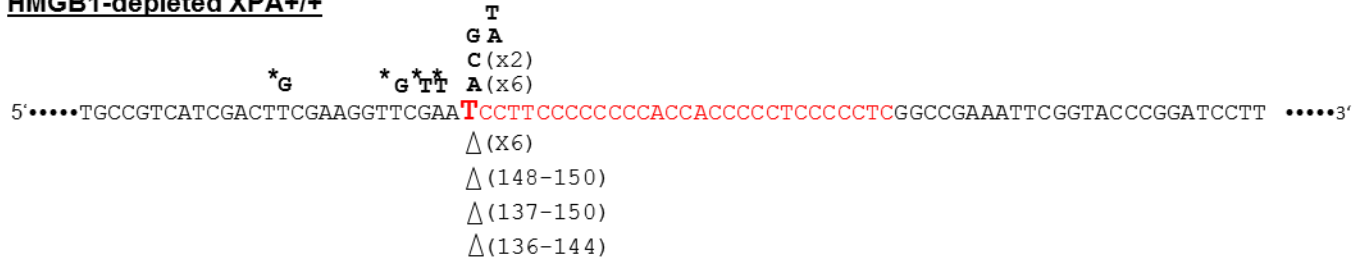 HMGB1-depleted XPA+/+
T
G A
C(x2)
*G *G*T*T A(x6)
5‘•••••TGCCGTCATCGACTTCGAAGGTTCGAATCCTTCCCCCCCCACCACCCCCTCCCCCTCGGCCGAAATTCGGTACCCGGATCCTT •••••3‘
△(X6)
△(148-150)
△(137-150)
△(136-144)